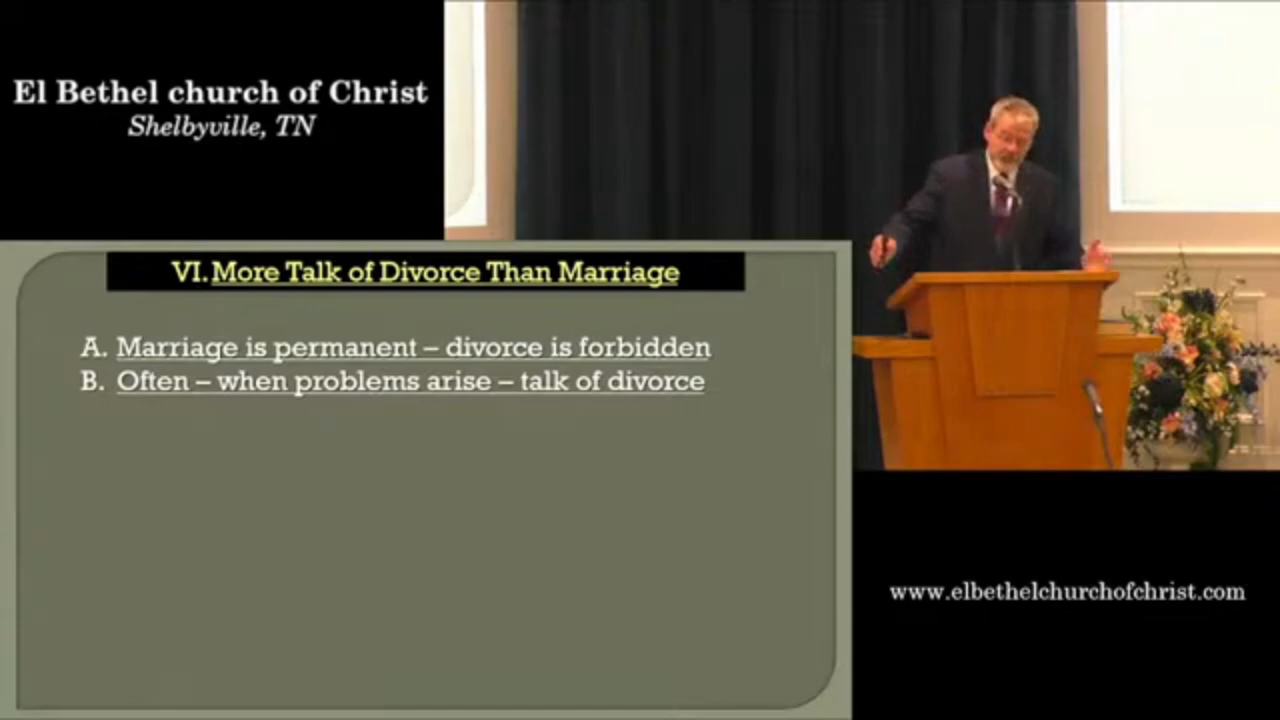 El Bethel church of Christ
Shelbyville, TN
VI. More Talk of Divorce Than Marriage
A. Marriage is permanent – divorce is forbidden
B. Often – when problems arise – talk of divorce
www.elbethelchurchofchrist.com